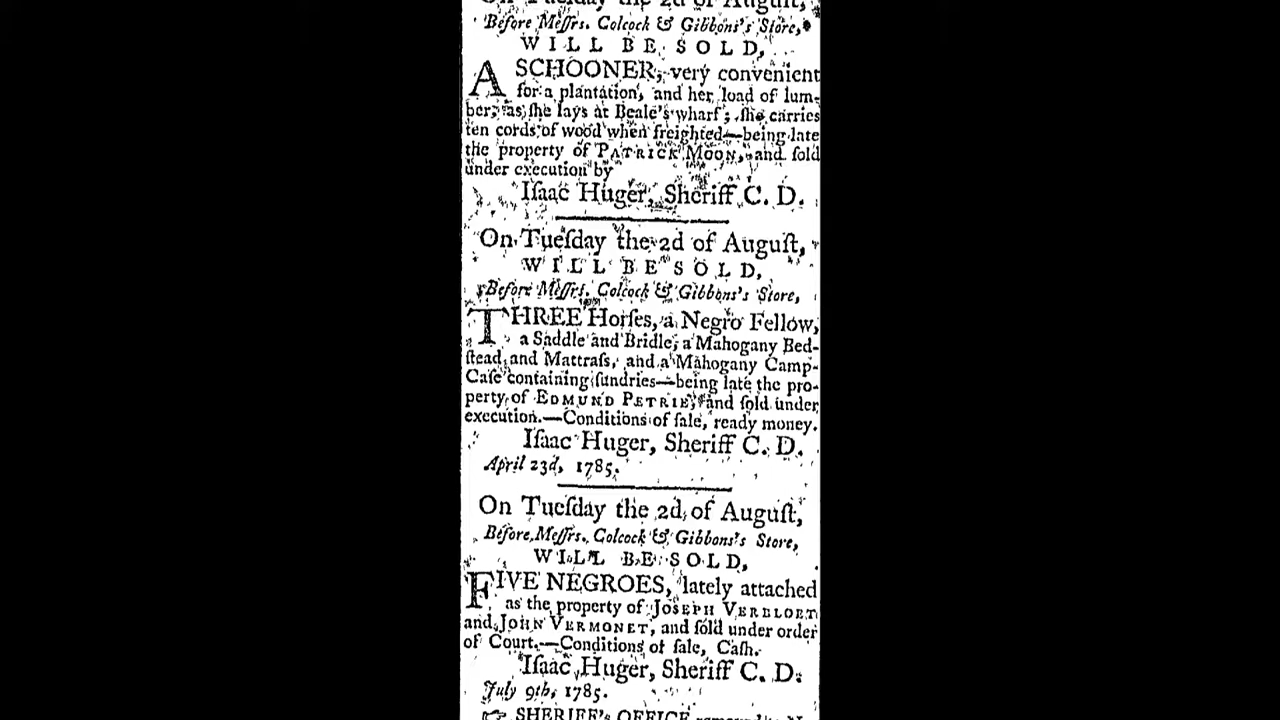 On Tuesday the 2d of August,
Before Meſſrs. Colcock & Gibbons's Store,
WILL BE SOLD,
A SCHOONER, very convenient
for a plantation, and her load of lum-
ber, as ſhe lays at Beale's wharf; ſhe carries
ten cords of wood when freighted—being late
the property of PATRICK MOON, and ſold
under execution by
Iſaac Huger, Sheriff C. D.
On Tueſday the 2d of Auguſt,
WILL BE SOLD,
Before Meſſrs. Colcock & Gibbons's Store,
THREE Horſes, a Negro Fellow,
a Saddle and Bridle, a Mahogany Bed-
ſtead and Mattraſs, and a Mahogany Camp-
Caſe containing ſundries—being late the pro-
perty of EDMUND PETRIE, and ſold under
execution.—Conditions of ſale, ready money.
Iſaac Huger, Sheriff C. D.
April 23d, 1785.
On Tueſday the 2d of Auguſt,
Before Meſſrs. Colcock & Gibbons's Store,
WILL BE SOLD,
FIVE NEGROES, lately attached
as the property of JOSEPH
and JOHN VERMONET, and ſold under order
of Court.—Conditions of ſale, Caſh.
Iſaac Huger, Sheriff C. D.
July 9th, 1785.
SHERIFF's OFFICE